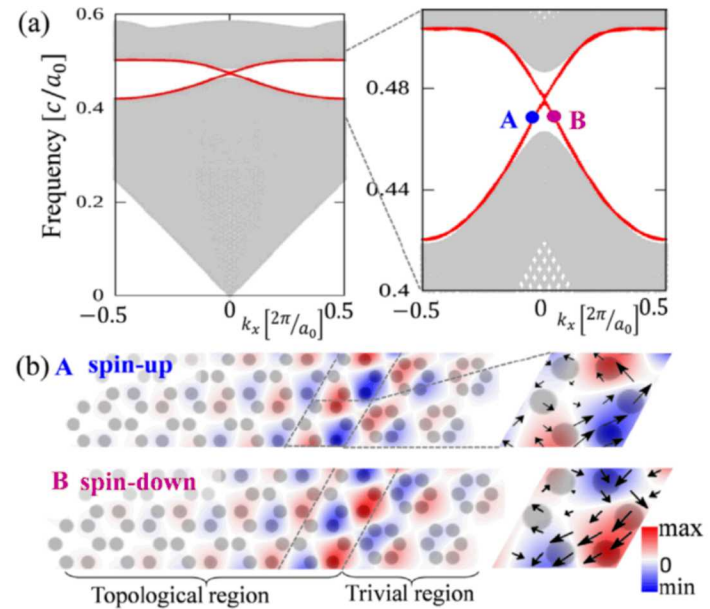 (a)
0.6
0.4
0.2
0
Frequency [c/a₀]
−0.5
0
0.5
kₓ[2π/a₀]
0.48
0.44
0.4
A
B
−0.5
0
0.5
kₓ[2π/a₀]
(b) A spin-up
B spin-down
max
0
min
Topological region
Trivial region